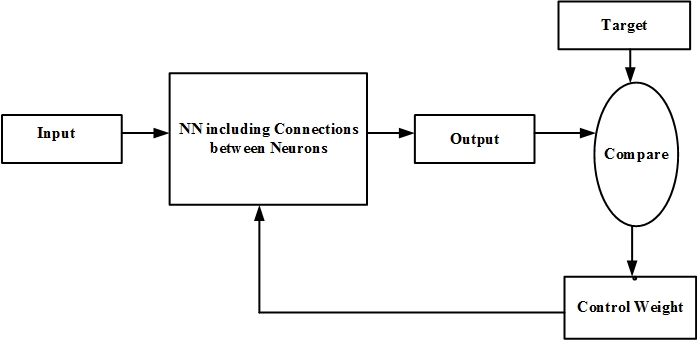 Target
Input
NN including Connections
between Neurons
Output
Compare
Control Weight